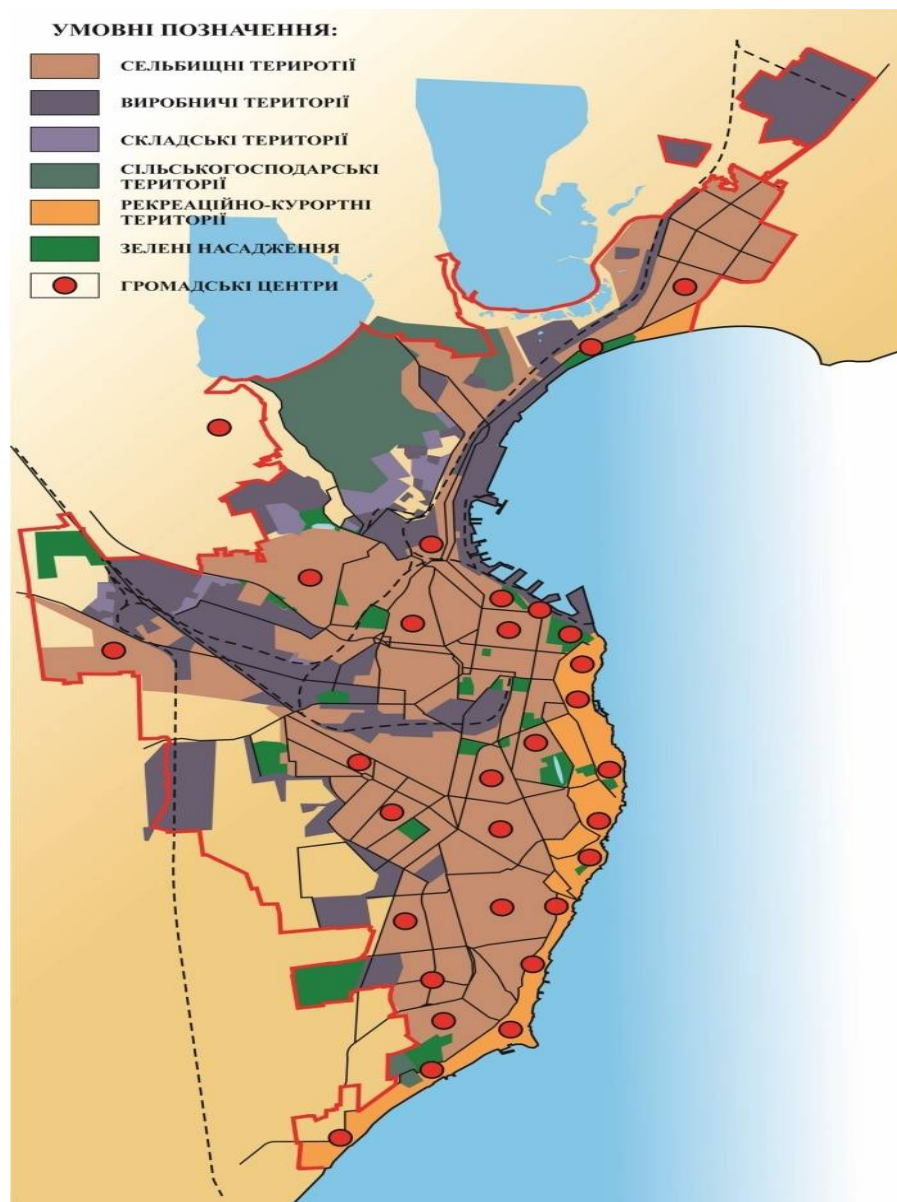 УМОВНІ ПОЗНАЧЕННЯ:
СЕЛЬБИЩНІ ТЕРИРОТІЇ
ВИРОБНИЧІ ТЕРИТОРІЇ
СКЛАДСЬКІ ТЕРИТОРІЇ
СІЛЬСЬКОГОСПОДАРСЬКІ
ТЕРИТОРІЇ
РЕКРЕАЦІЙНО-КУРОРТНІ
ТЕРИТОРІЇ
ЗЕЛЕНІ НАСАДЖЕННЯ
ГРОМАДСЬКІ ЦЕНТРИ